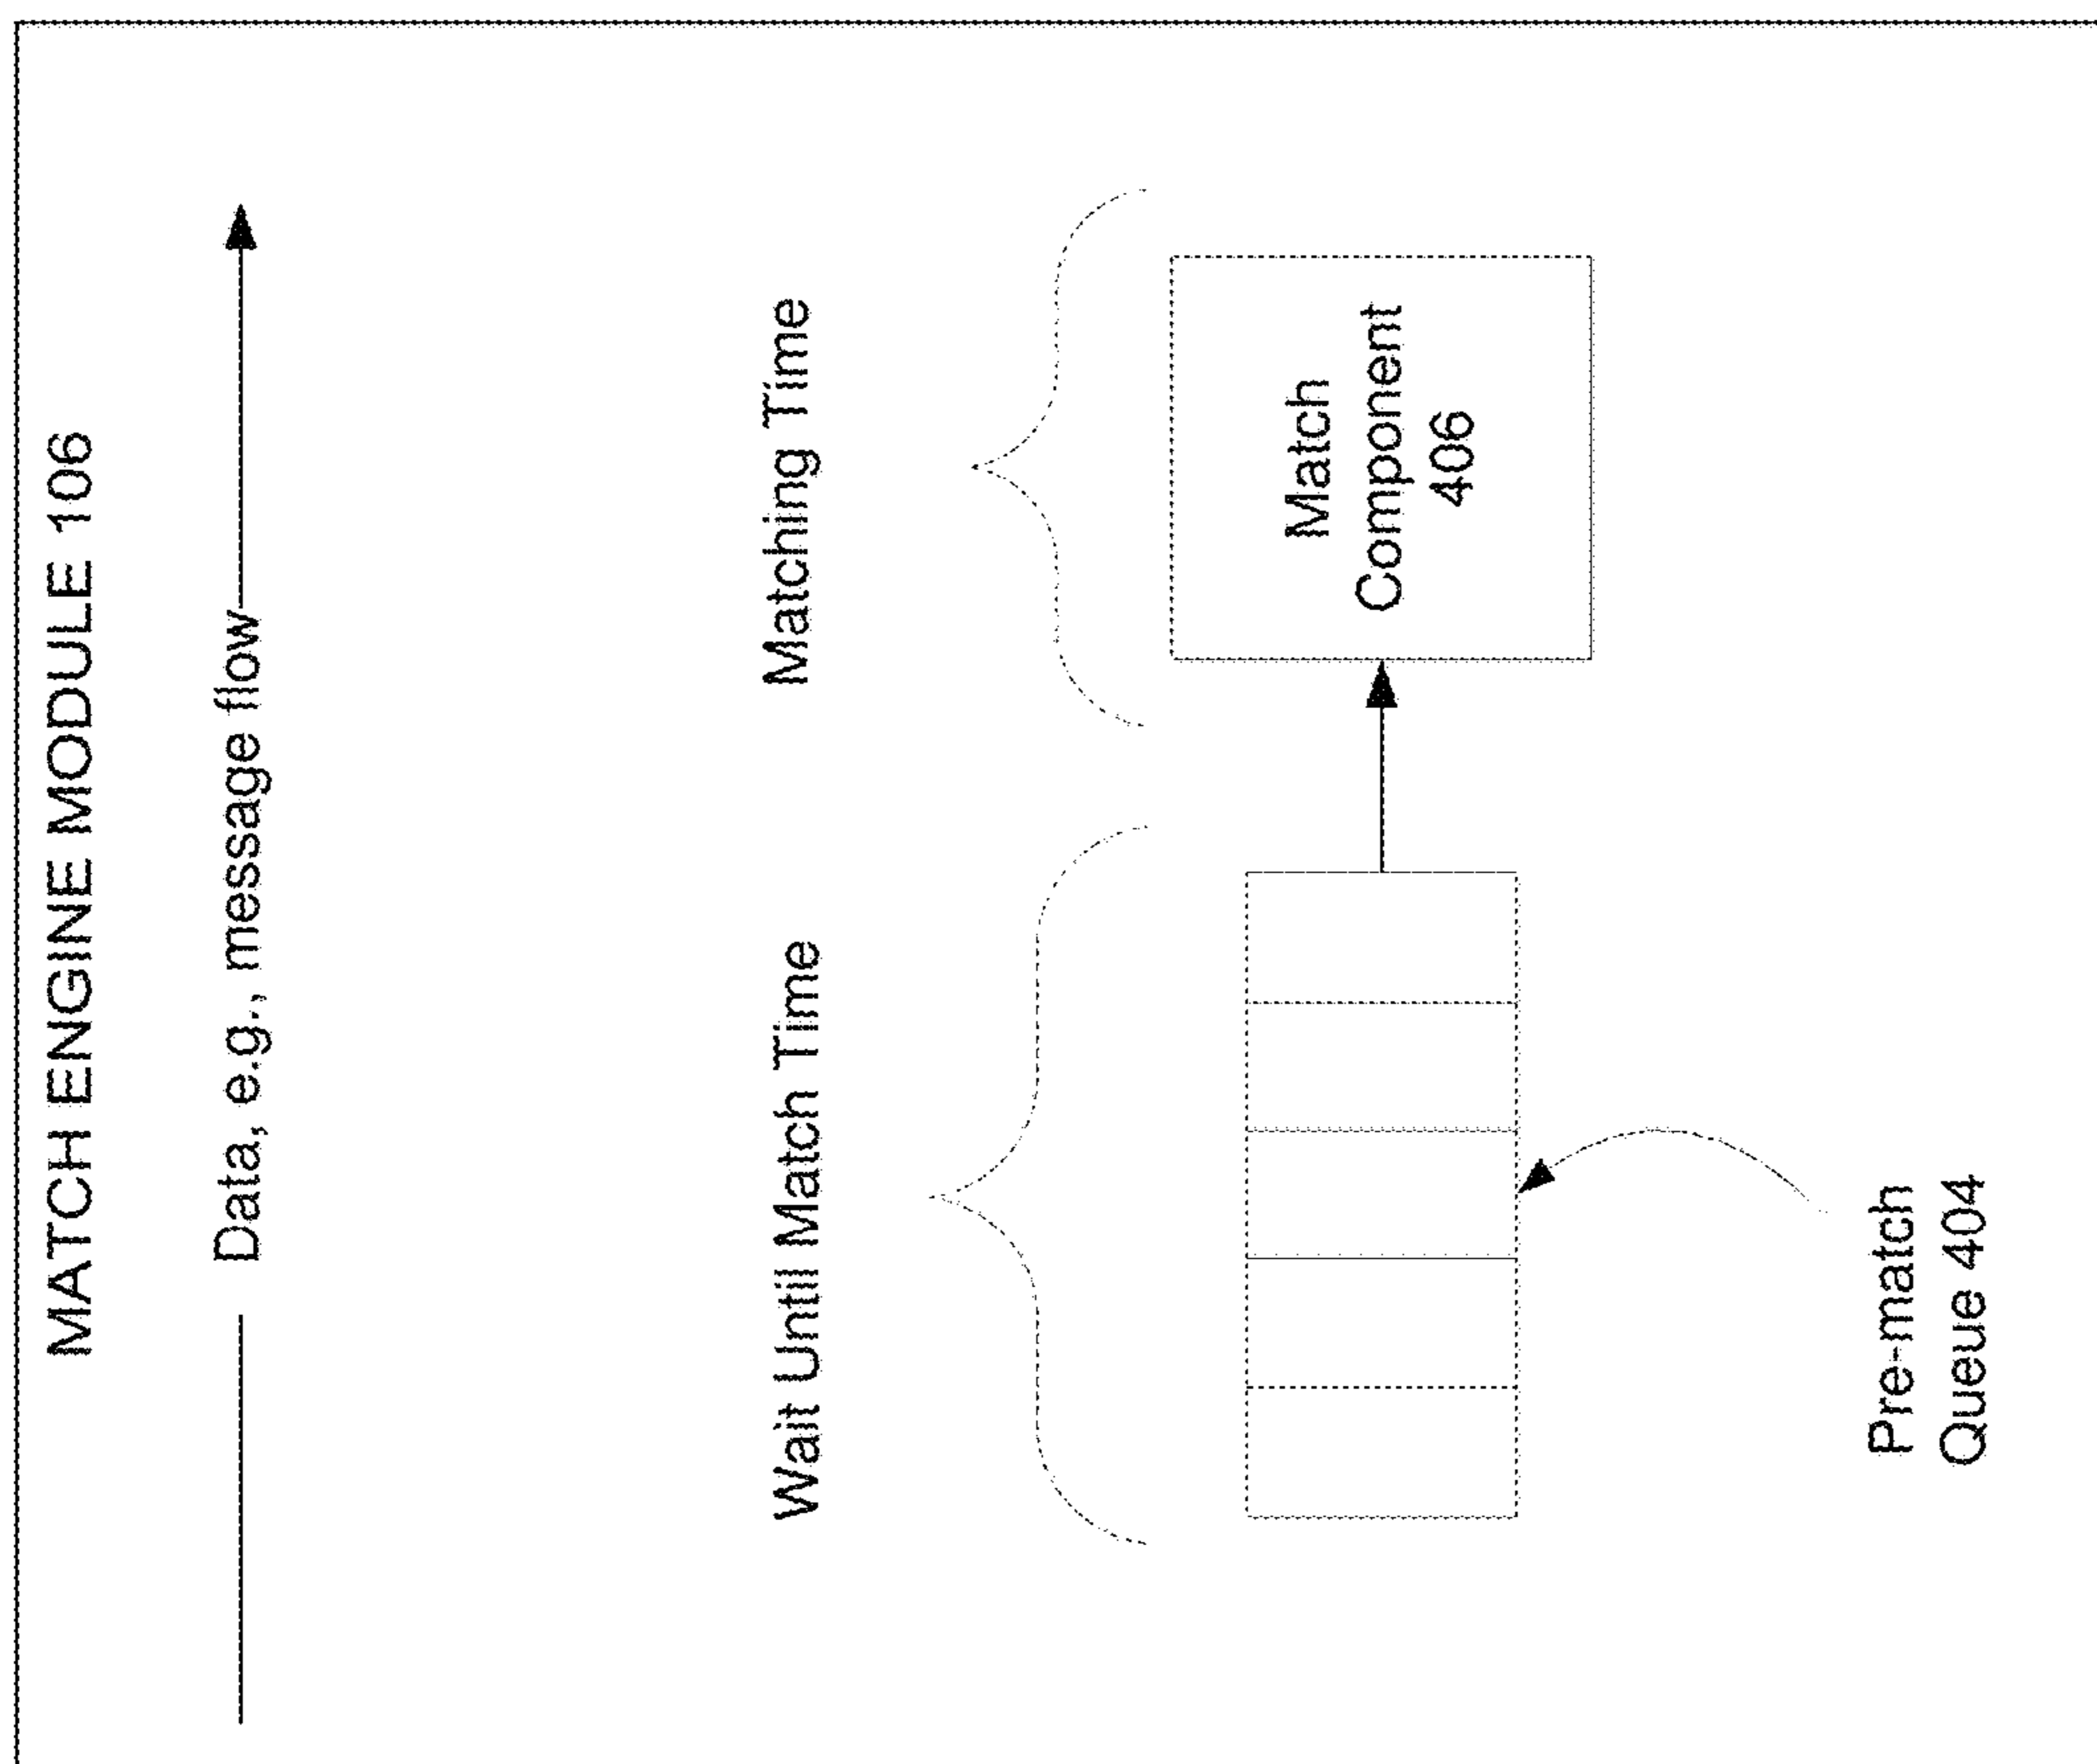 MATCH ENGINE MODULE 106
Data, e.g., message flow
Wait Until Match Time
Matching Time
Match
Component
406
Pre-match
Queue 404